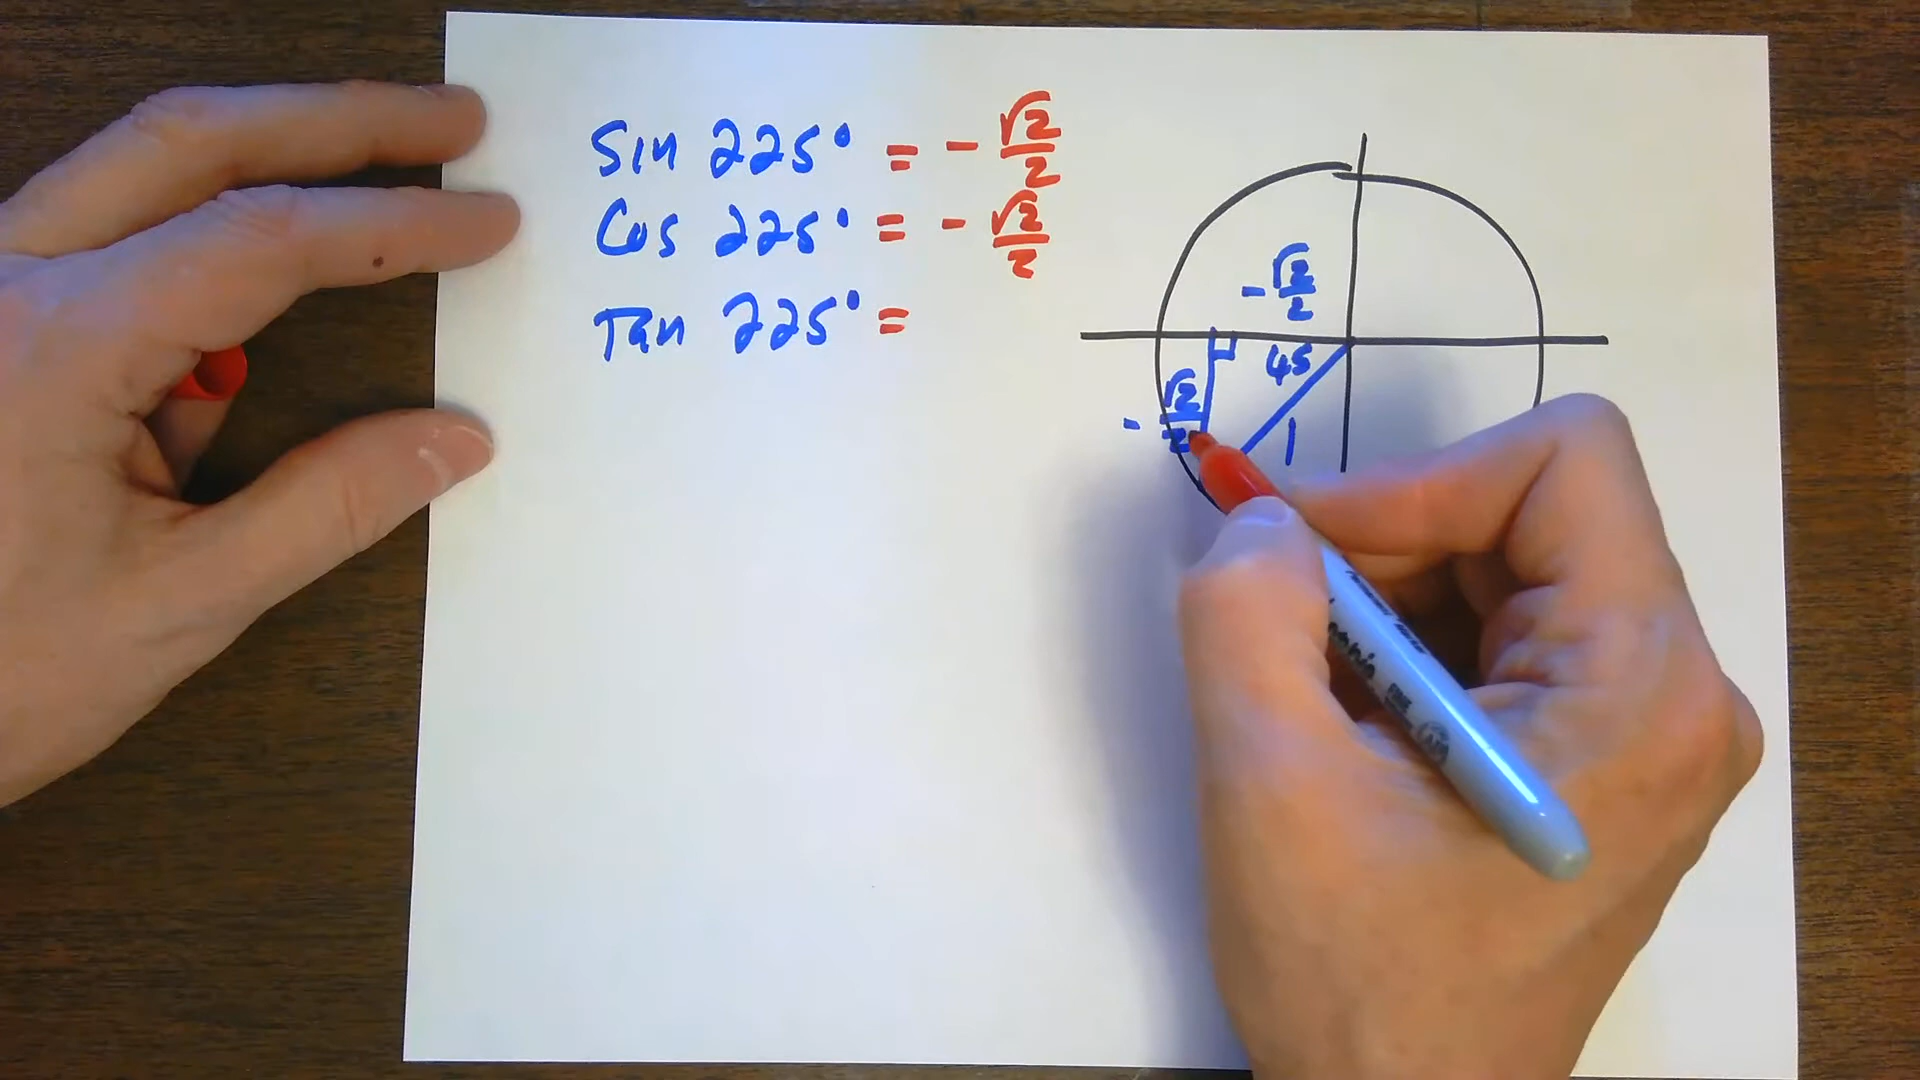 Sin 225° = - √2/2
Cos 225° = - √2/2
Tan 225° =
- √2/2
45
- √2/2
1